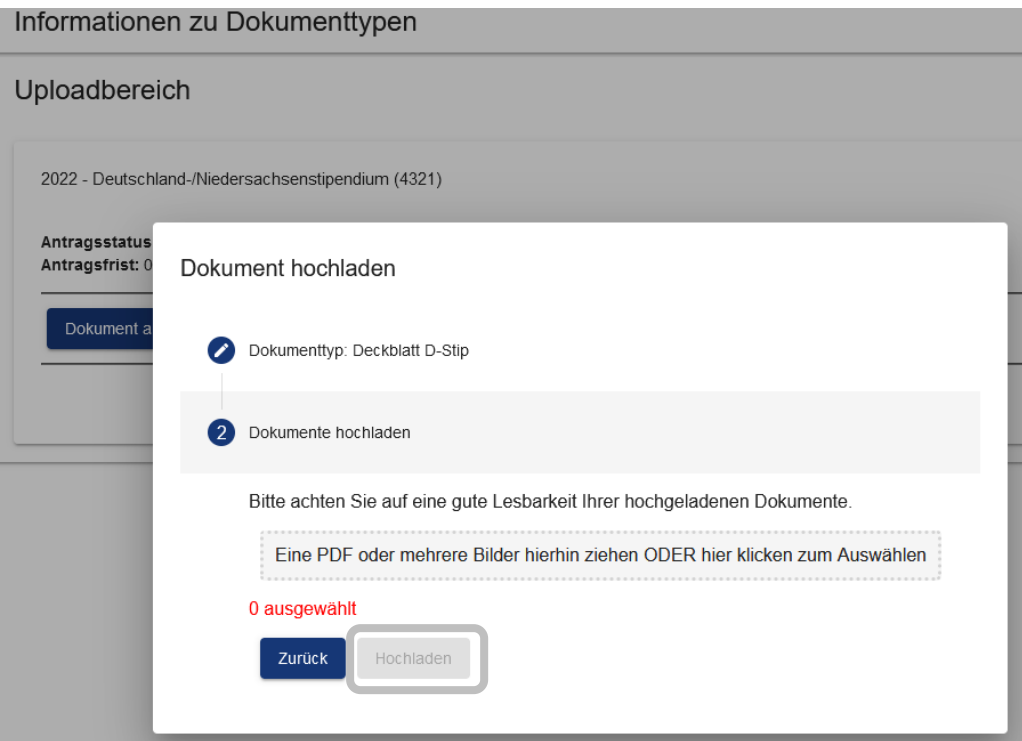 Informationen zu Dokumenttypen
Uploadbereich
2022 - Deutschland-/Niedersachsenstipendium (4321)
Antragsstatus
Antragsfrist: 0
Dokument a
Dokument hochladen
Dokumenttyp: Deckblatt D-Stip
2 Dokumente hochladen
Bitte achten Sie auf eine gute Lesbarkeit Ihrer hochgeladenen Dokumente.
Eine PDF oder mehrere Bilder hierhin ziehen ODER hier klicken zum Auswählen
0 ausgewählt
Zurück Hochladen